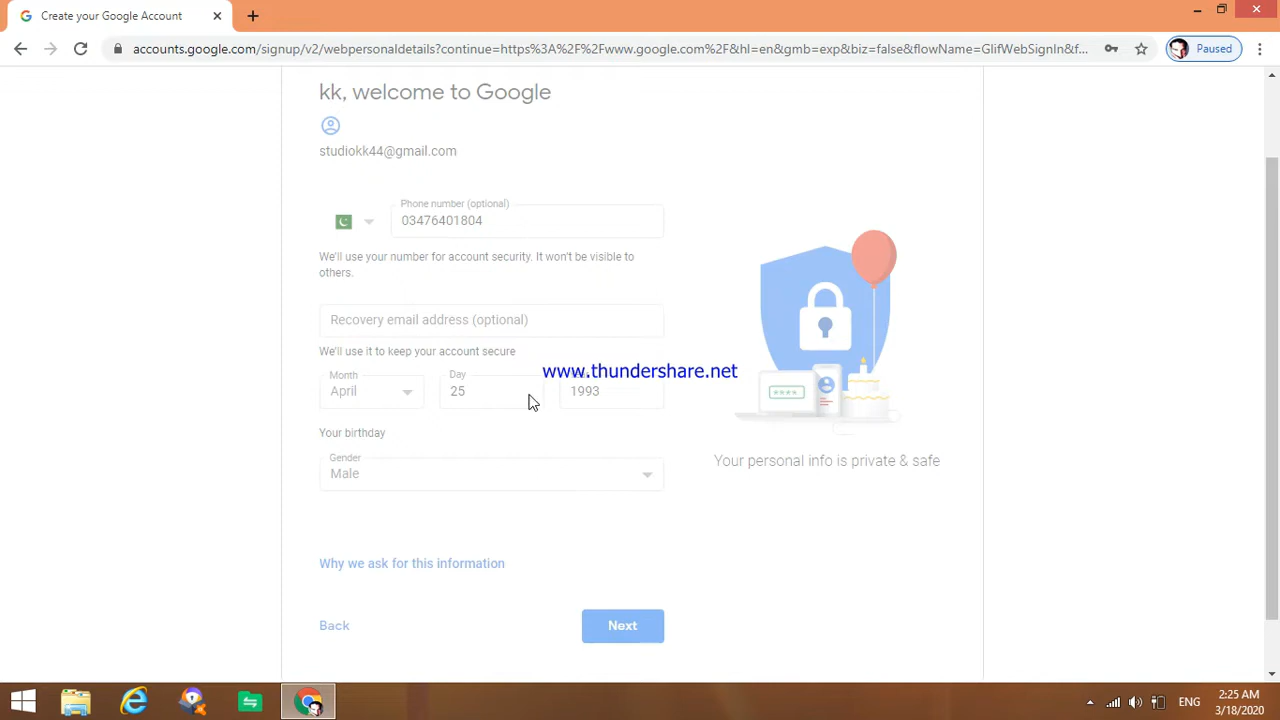 Create your Google Account
accounts.google.com/signup/v2/webpersonaldetails?continue=https%3A%2F%2Fwww.google.com%2F&hl=en&gmb=exp&biz=false&flowName=GlifWebSignIn&f...
Paused
kk, welcome to Google
studiokk44@gmail.com
Phone number (optional)
03476401804
We'll use your number for account security. It won't be visible to
others.
Recovery email address (optional)
We'll use it to keep your account secure
www.thundershare.net
Month
Day
April
25
1993
Your birthday
Gender
Male
Your personal info is private & safe
Why we ask for this information
Back
Next
ENG
2:25 AM
3/18/2020